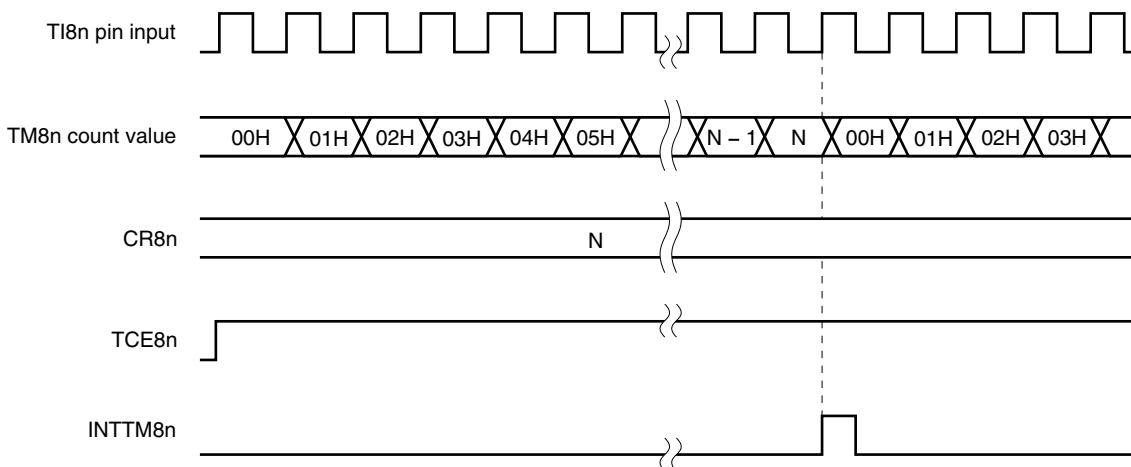 TI8n pin input
TM8n count value
00H 01H 02H 03H 04H 05H N − 1 N 00H 01H 02H 03H
CR8n
N
TCE8n
INTTM8n